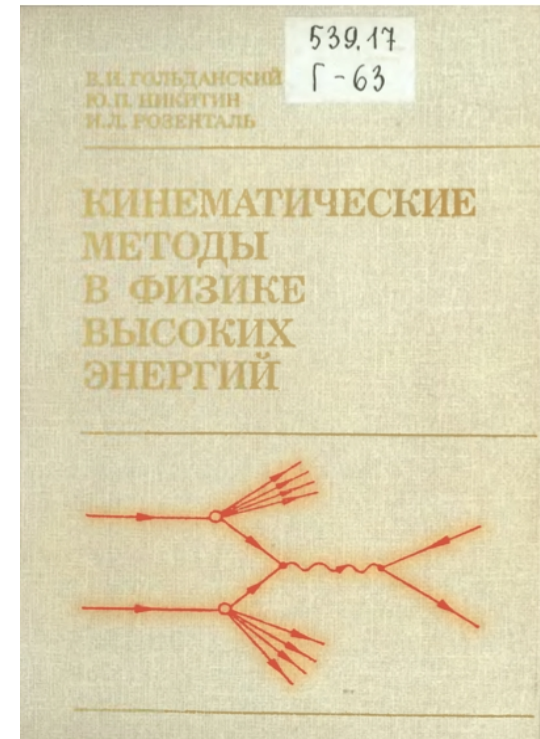 539.17
Г-63
В.И. ГОЛЬДАНСКИЙ
Ю.П. НИКИТИН
И.Л. РОЗЕНТАЛЬ
КИНЕМАТИЧЕСКИЕ
МЕТОДЫ
В ФИЗИКЕ
ВЫСОКИХ
ЭНЕРГИЙ